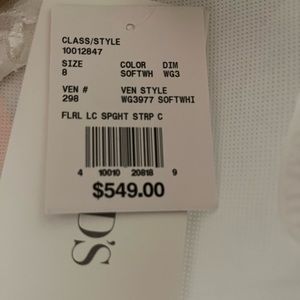 CLASS/STYLE
10012847
SIZE COLOR DIM
8 SOFTWH WG3
VEN # VEN STYLE
298 WG3977 SOFTWHI
FLRL LC SPGHT STRP C
4 10010 20818 9
$549.00
D'S